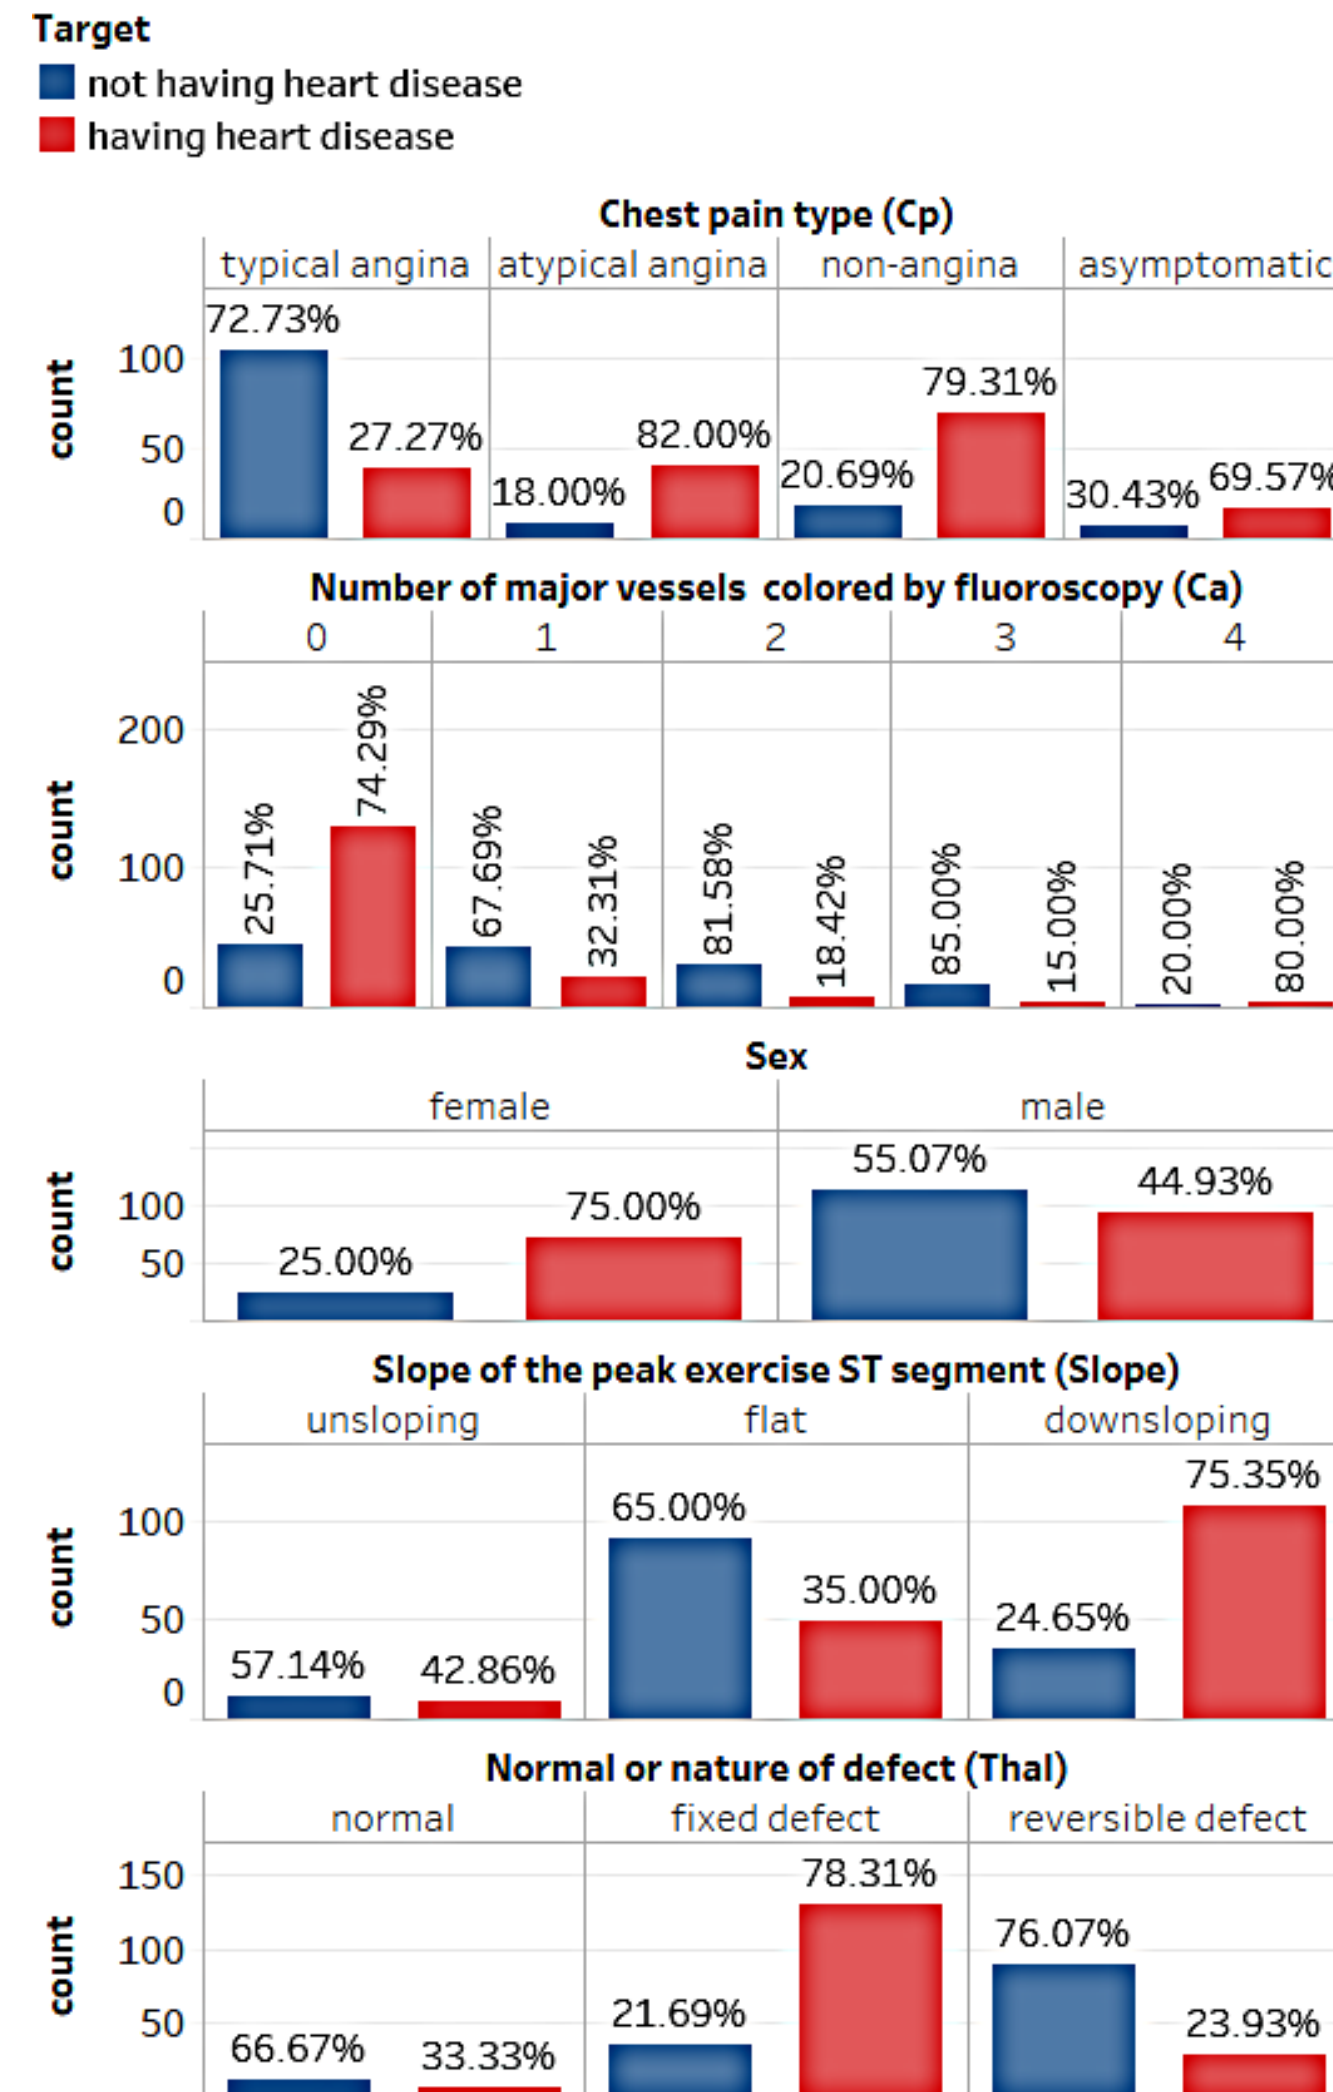 Target
not having heart disease
having heart disease
Chest pain type (Cp)
typical angina atypical angina non-angina asymptomatic
count
100
50
0
72.73% 27.27% 18.00% 82.00% 20.69% 79.31% 30.43% 69.57%
Number of major vessels colored by fluoroscopy (Ca)
0 1 2 3 4
count
200
100
0
25.71% 74.29% 67.69% 32.31% 81.58% 18.42% 85.00% 15.00% 20.00% 80.00%
Sex
female male
count
100
50
25.00% 75.00% 55.07% 44.93%
Slope of the peak exercise ST segment (Slope)
unsloping flat downsloping
count
100
50
0
57.14% 42.86% 65.00% 35.00% 24.65% 75.35%
Normal or nature of defect (Thal)
normal fixed defect reversible defect
count
150
100
50
66.67% 33.33% 21.69% 78.31% 76.07% 23.93%